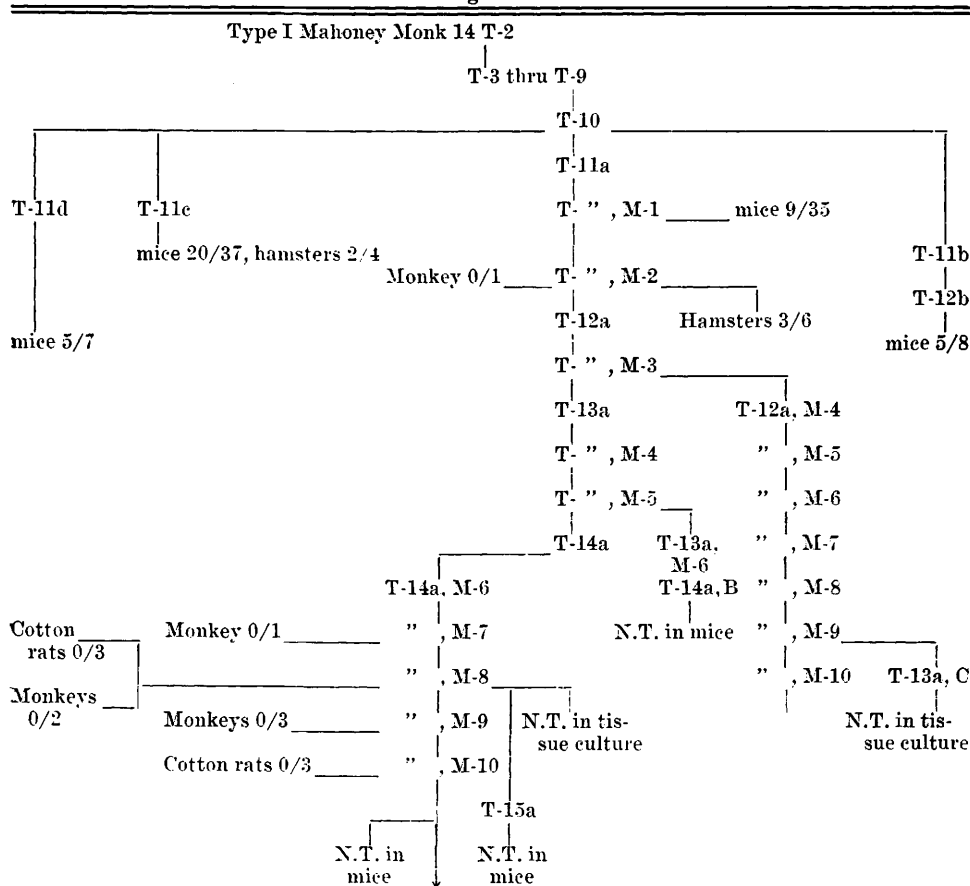 Type I Mahoney Monk 14 T-2
T-3 thru T-9
T-10
T-11a
T-11d T-11c T- ” , M-1 mice 9/35
mice 20/37, hamsters 2/4 T-11b
Monkey 0/1 T- ” , M-2
T-12b
T-12a Hamsters 3/6
mice 5/7 mice 5/8
T- ” , M-3
T-13a T-12a, M-4
T- ” , M-4 ” , M-5
T- ” , M-5 ” , M-6
T-14a T-13a, ” , M-7
M-6
T-14a, M-6 T-14a, B ” , M-8
Cotton Monkey 0/1 ” , M-7 N.T. in mice ” , M-9
rats 0/3
” , M-8 ” , M-10 T-13a, C
Monkeys
0/2 Monkeys 0/3 ” , M-9 N.T. in tis- N.T. in tis-
sue culture sue culture
Cotton rats 0/3 ” , M-10
T-15a
N.T. in N.T. in
mice mice